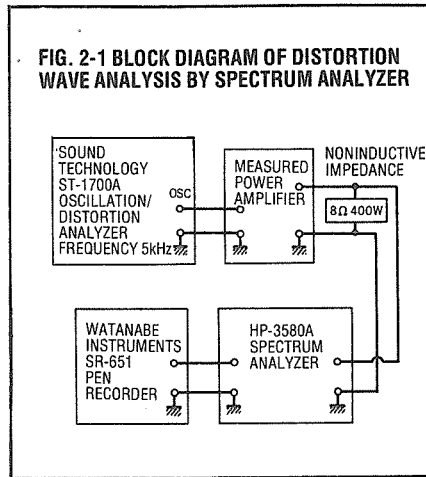 FIG. 2-1 BLOCK DIAGRAM OF DISTORTION
WAVE ANALYSIS BY SPECTRUM ANALYZER
SOUND
TECHNOLOGY
ST-1700A
OSCILLATION/
DISTORTION
ANALYZER
FREQUENCY 5kHz
OSC
MEASURED
POWER
AMPLIFIER
NONINDUCTIVE
IMPEDANCE
8Ω 400W
WATANABE
INSTRUMENTS
SR-651
PEN
RECORDER
HP-3580A
SPECTRUM
ANALYZER